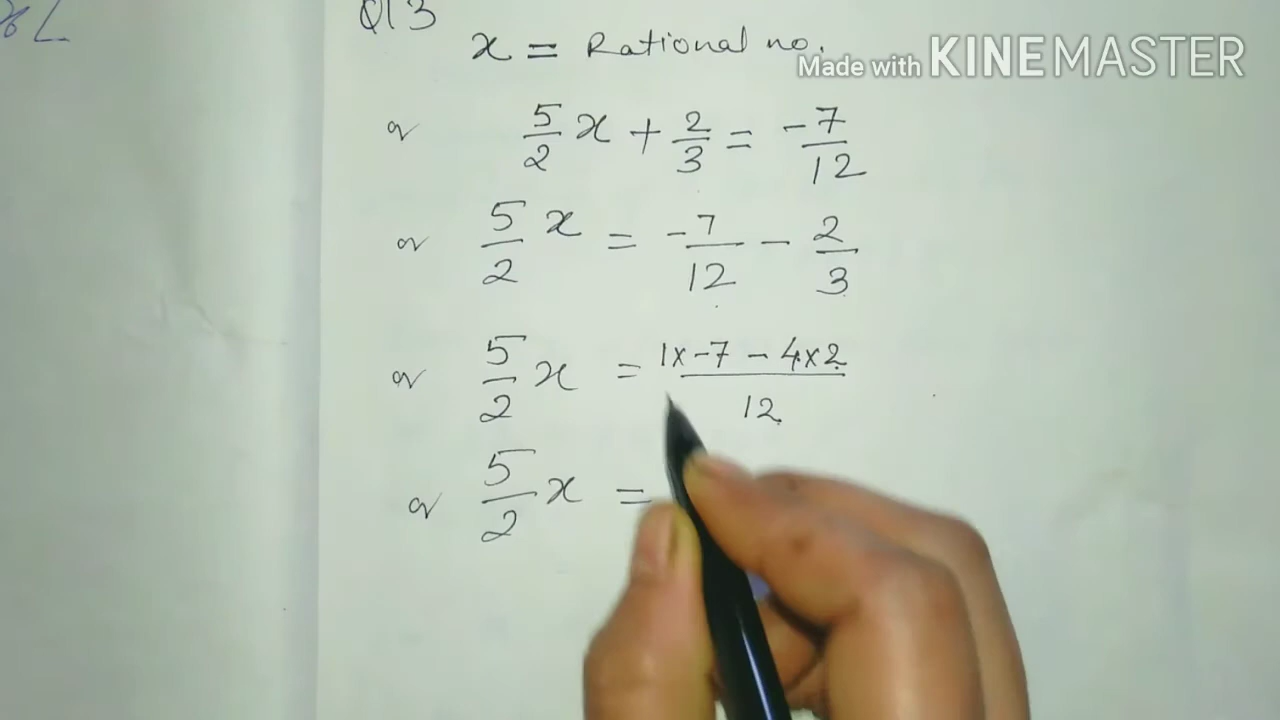 Q13
x = Rational no.
Made with KINEMASTER
or 5/2 x + 2/3 = -7/12
or 5/2 x = -7/12 - 2/3
or 5/2 x = 1x-7 - 4x2/12
or 5/2 x =